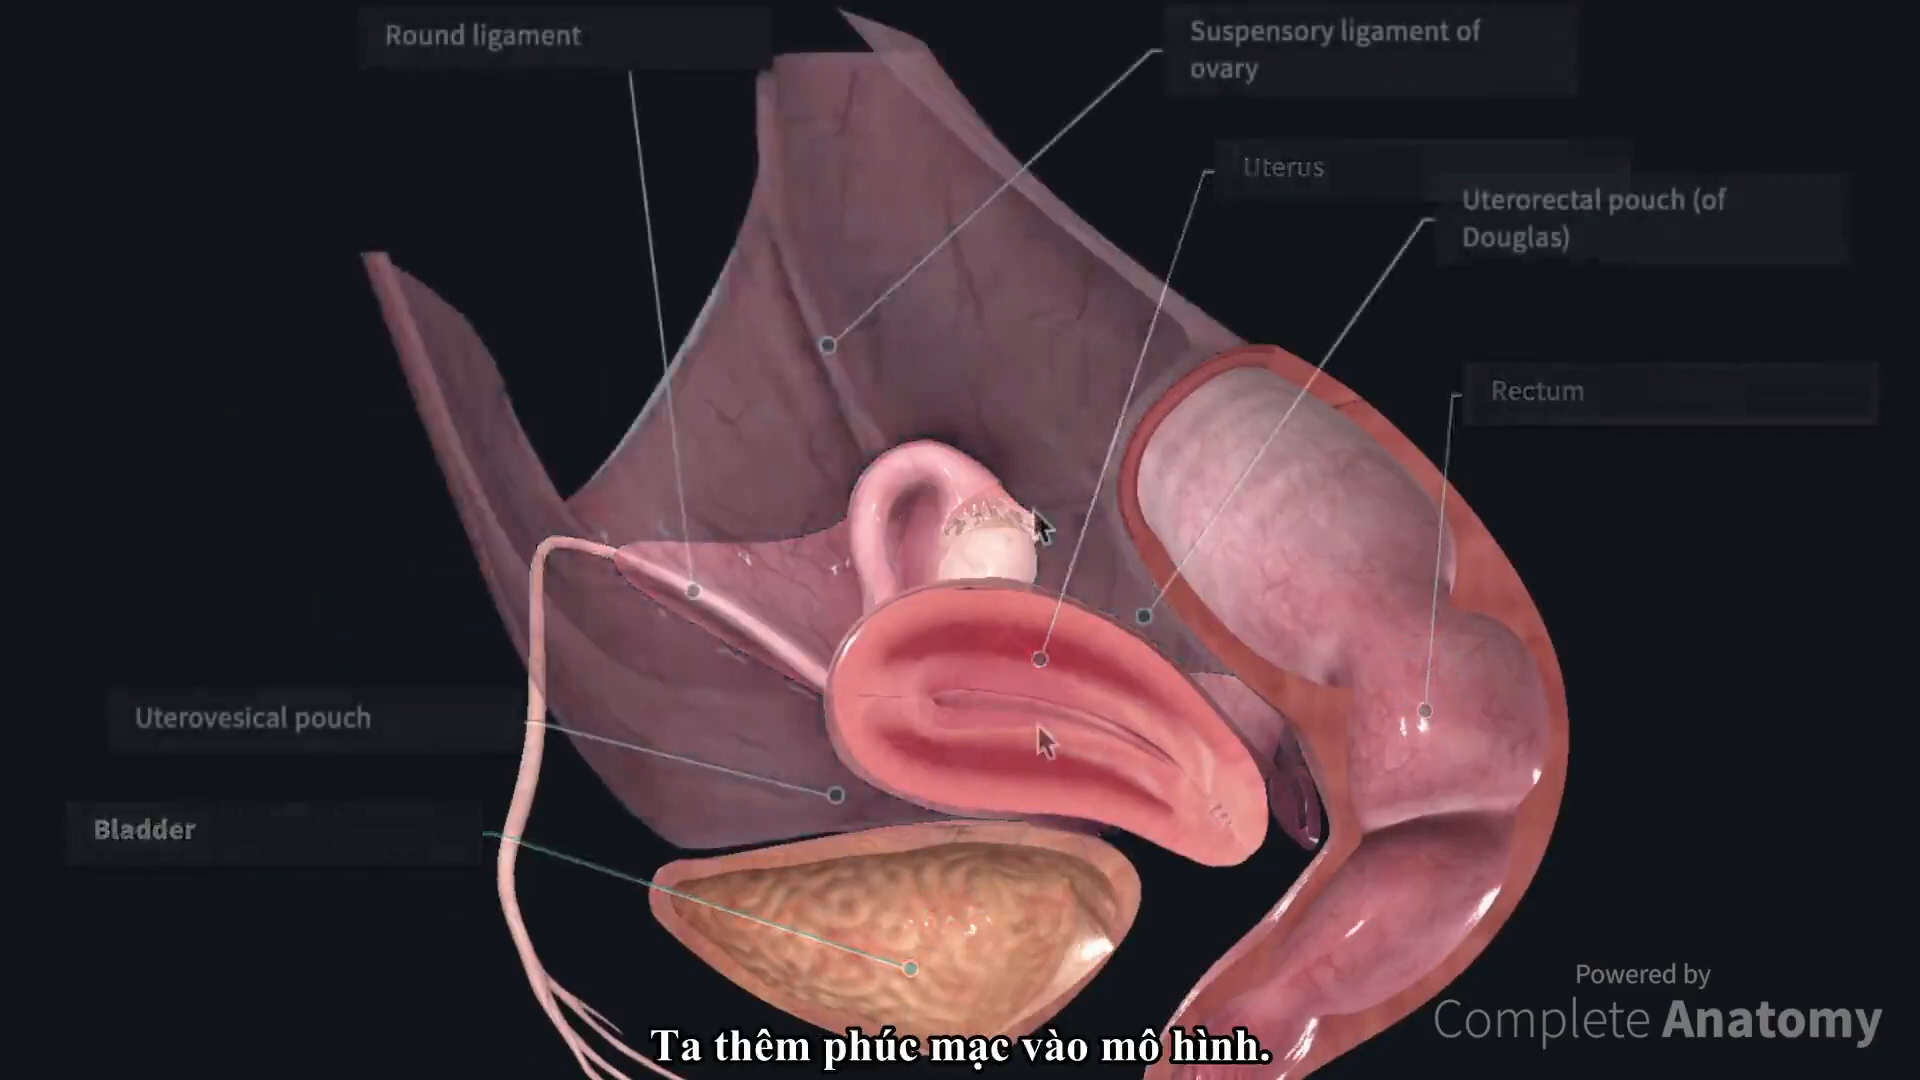 Round ligament
Suspensory ligament of
ovary
Uterus
Uterorectal pouch (of
Douglas)
Rectum
Uterovesical pouch
Bladder
Powered by
Complete Anatomy
Ta thêm phúc mạc vào mô hình.